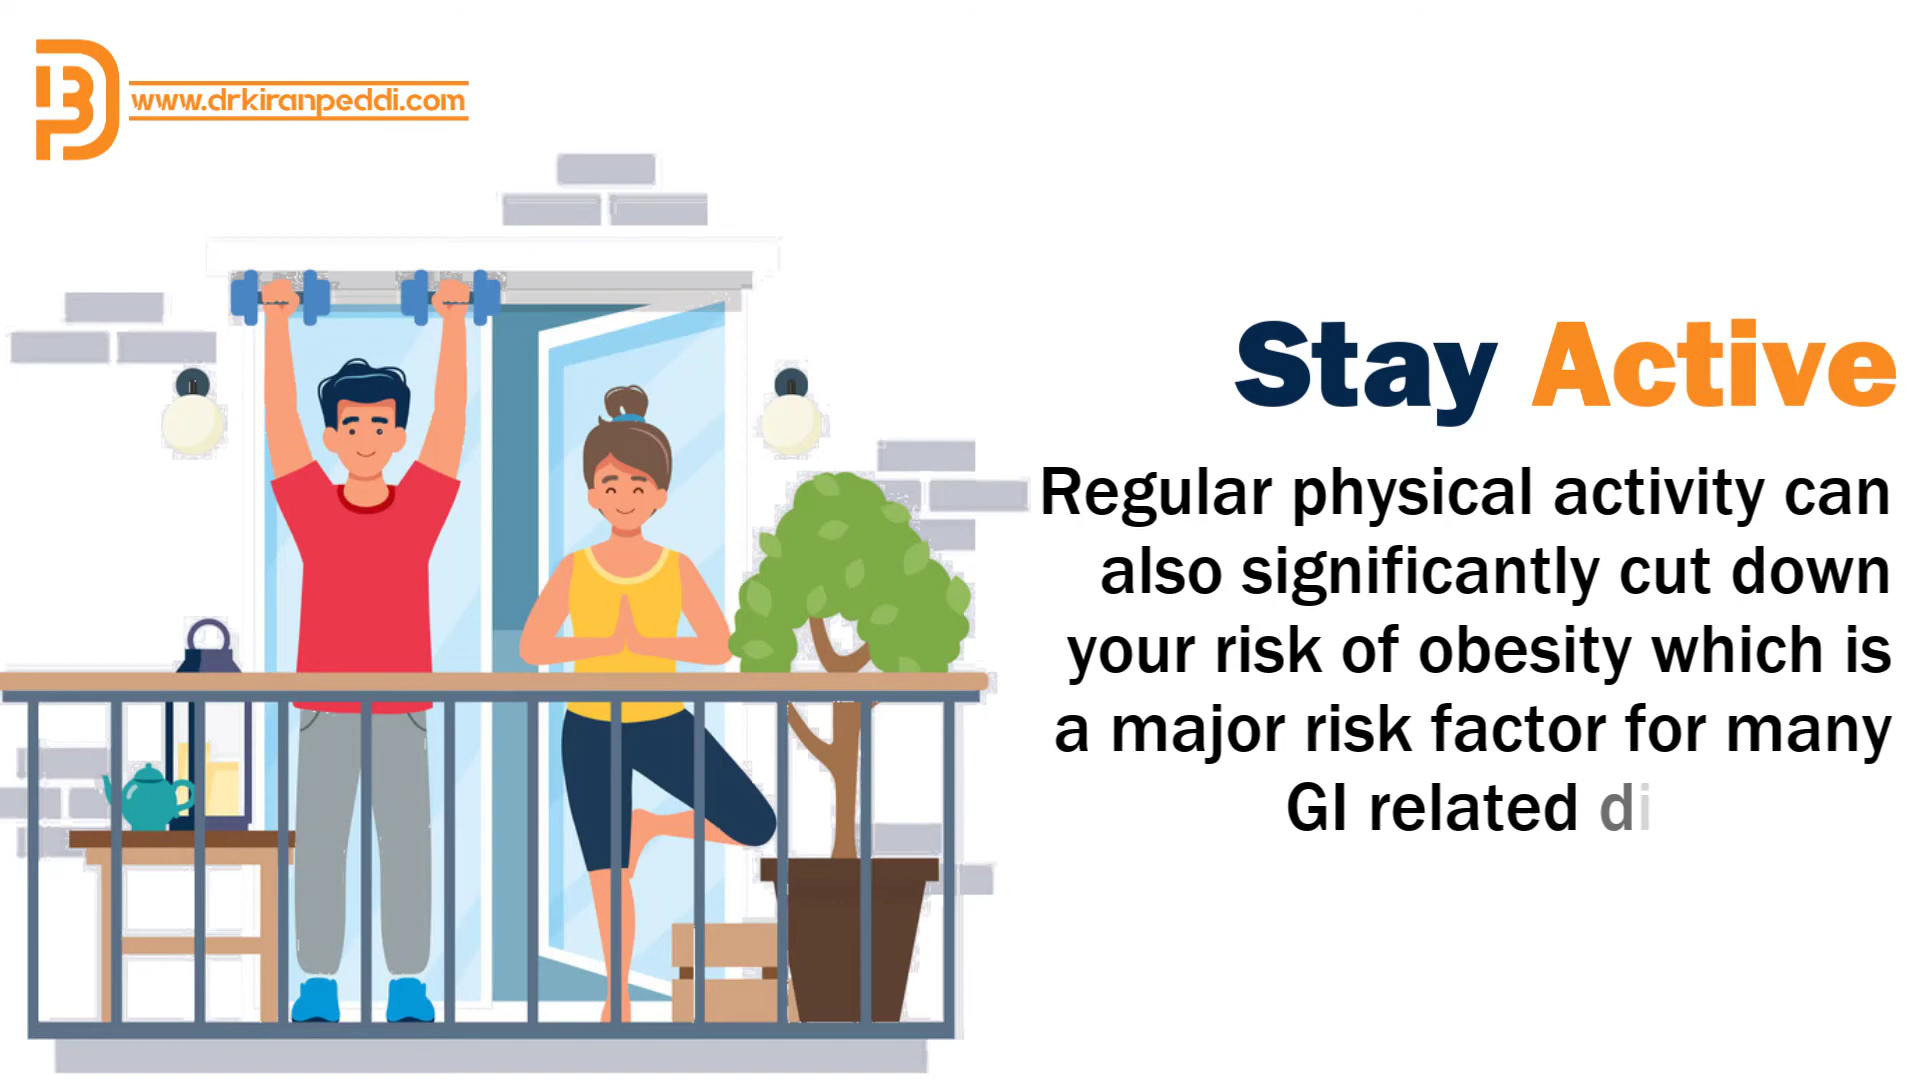 www.drkiranpeddi.com
Stay Active
Regular physical activity can
also significantly cut down
your risk of obesity which is
a major risk factor for many
GI related di